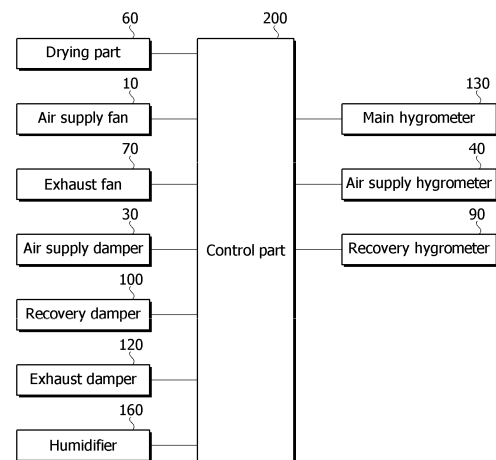 60
Drying part
10
Air supply fan
70
Exhaust fan
30
Air supply damper
100
Recovery damper
120
Exhaust damper
160
Humidifier
200
Control part
130
Main hygrometer
40
Air supply hygrometer
90
Recovery hygrometer